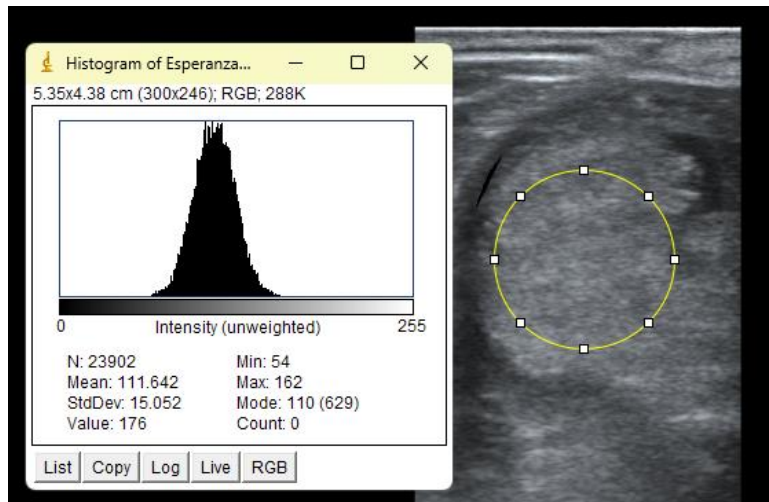 Histogram of Esperanza...
5.35x4.38 cm (300x246); RGB; 288K
0 Intensity (unweighted) 255
N: 23902 Min: 54
Mean: 111.642 Max: 162
StdDev: 15.052 Mode: 110 (629)
Value: 176 Count: 0
List Copy Log Live RGB